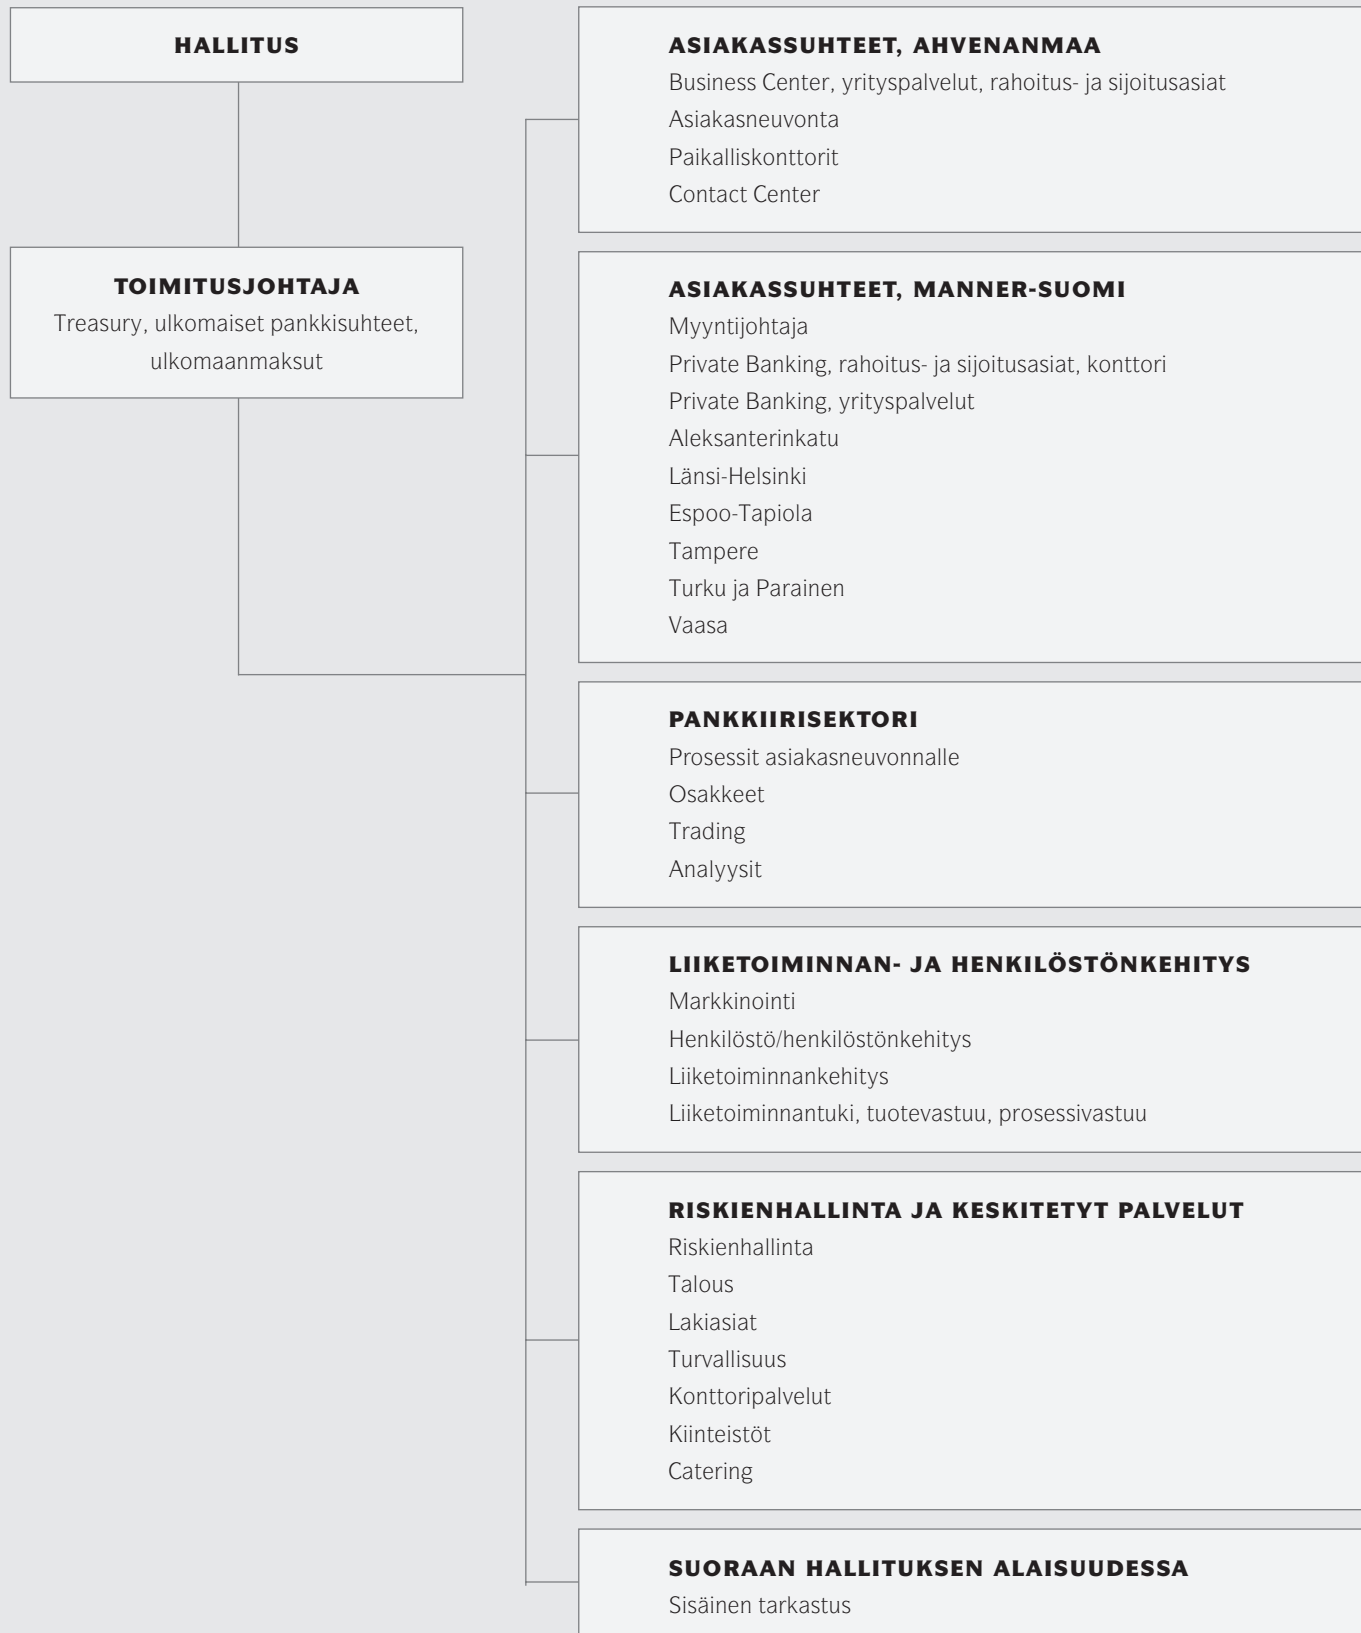 HALLITUS
TOIMITUSJOHTAJA
Treasury, ulkomaiset pankkisuhteet,
ulkomaanmaksut
ASIAKASSUHTEET, AHVENANMAA
Business Center, yrityspalvelut, rahoitus- ja sijoitusasiat
Asiakasneuvonta
Paikalliskonttorit
Contact Center
ASIAKASSUHTEET, MANNER-SUOMI
Myyntijohtaja
Private Banking, rahoitus- ja sijoitusasiat, konttori
Private Banking, yrityspalvelut
Aleksanterinkatu
Länsi-Helsinki
Espoo-Tapiola
Tampere
Turku ja Parainen
Vaasa
PANKKIIRISEKTORI
Prosessit asiakasneuvonnalle
Osakkeet
Trading
Analyysit
LIIKETOIMINNAN- JA HENKILÖSTÖNKEHITYS
Markkinointi
Henkilöstö/henkilöstönkehitys
Liiketoiminnankehitys
Liiketoiminnantuki, tuotevastuu, prosessivastuu
RISKIENHALLINTA JA KESKITETYT PALVELUT
Riskienhallinta
Talous
Lakiasiat
Turvallisuus
Konttoripalvelut
Kiinteistöt
Catering
SUORAAN HALLITUKSEN ALAISUUDESSA
Sisäinen tarkastus